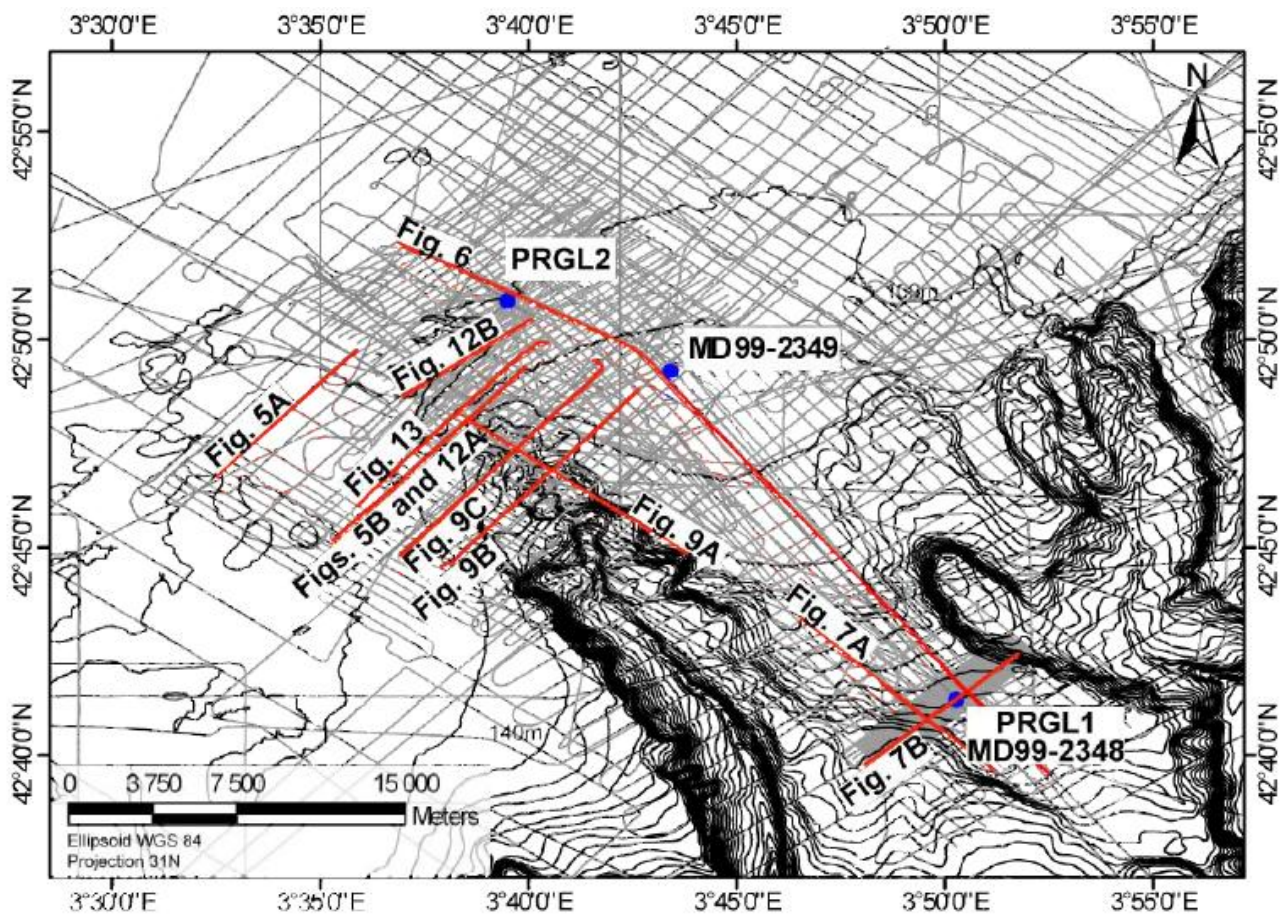 3°30'0"E 3°35'0"E 3°40'0"E 3°45'0"E 3°50'0"E 3°55'0"E
N
42°55'0"N 42°55'0"N
Fig. 6
PRGL2
100m
42°50'0"N 42°50'0"N
MD99-2349
Fig. 12B
Fig. 5A
Fig. 13
Figs. 5B and 12A
Fig. 9C
Fig. 9B
Fig. 9A
42°45'0"N 42°45'0"N
Fig. 7A
PRGL1
MD99-2348
140m
Fig. 7B
42°40'0"N 42°40'0"N
0 3 750 7 500 15 000
Meters
Ellipsoid WGS 84
Projection 31N
3°30'0"E 3°35'0"E 3°40'0"E 3°45'0"E 3°50'0"E 3°55'0"E